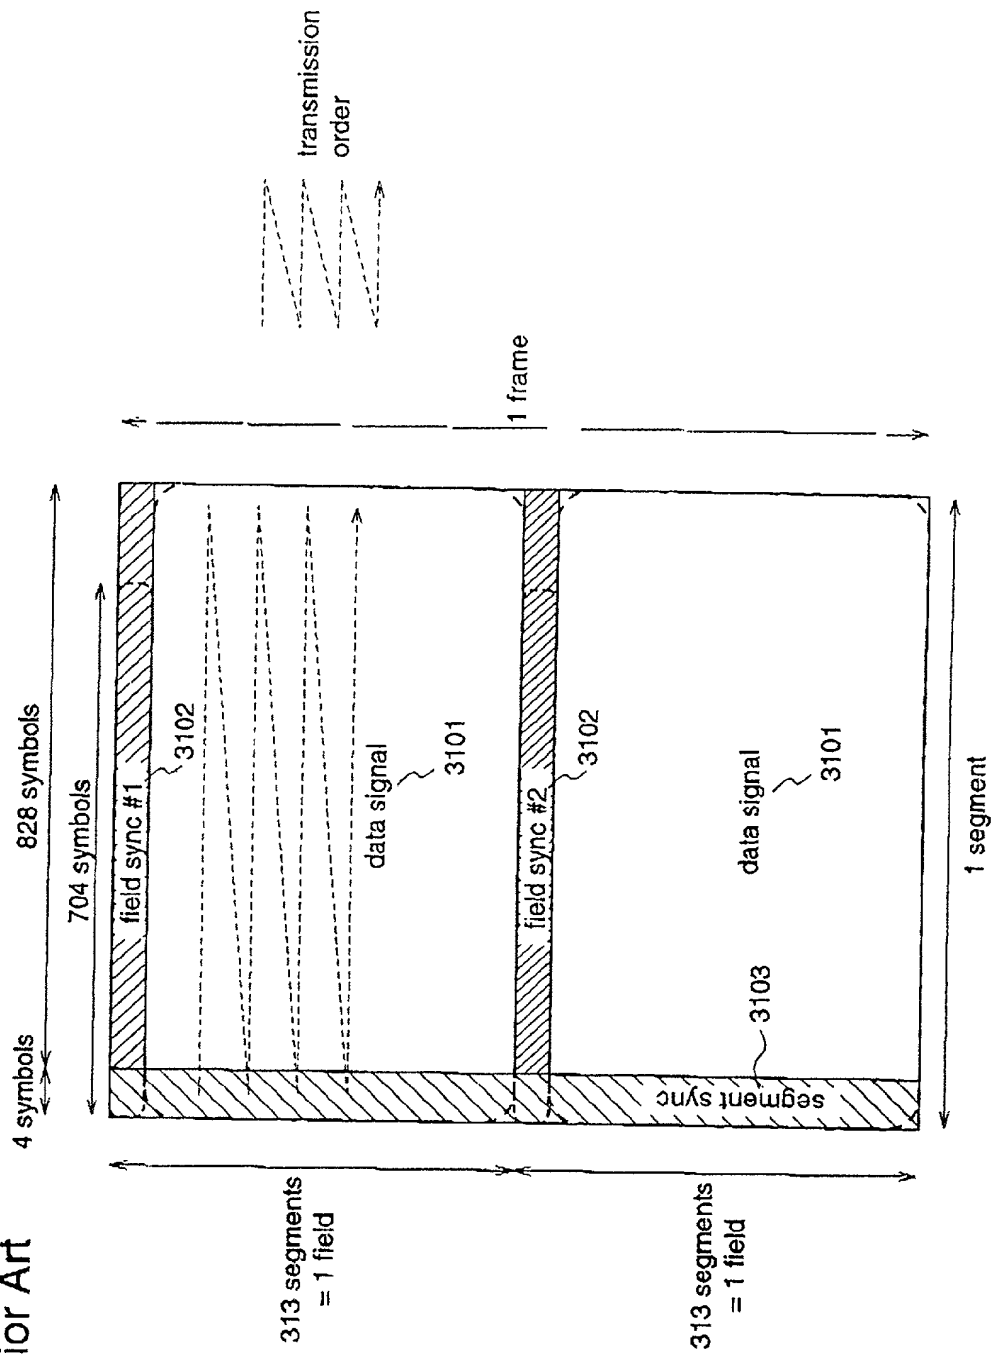 ior Art
4 symbols
828 symbols
704 symbols
field sync #1
3102
data signal
3101
field sync #2
3102
data signal
3101
segment sync
3103
313 segments
= 1 field
313 segments
= 1 field
1 frame
1 segment
transmission
order